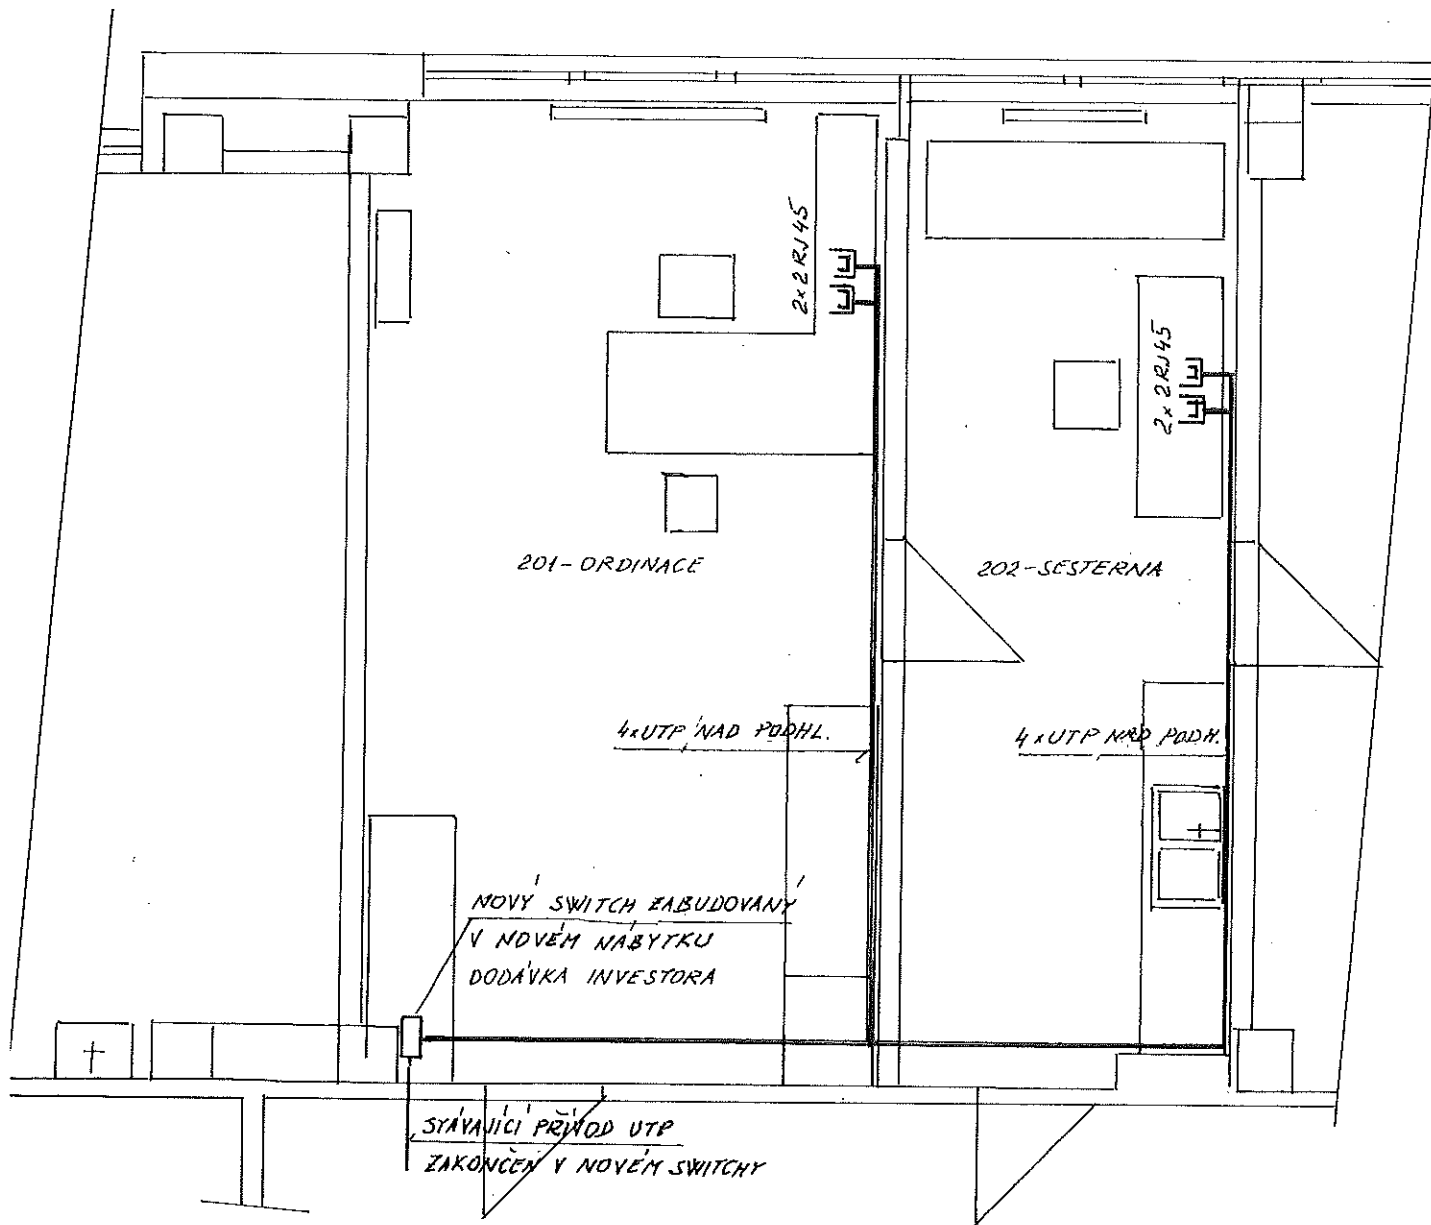 2x2RJ45
2x2RJ45
201-ORDINACE
202-SESTERNA
4xUTP NAD PODHL.
4xUTP NAD PODH.
NOVÝ SWITCH ZABUDOVANÝ
V NOVÉM NÁBYTKU
DODÁVKA INVESTORA
STÁVAJÍCÍ PŘÍVOD UTP
ZAKONČEN V NOVÉM SWITCHY